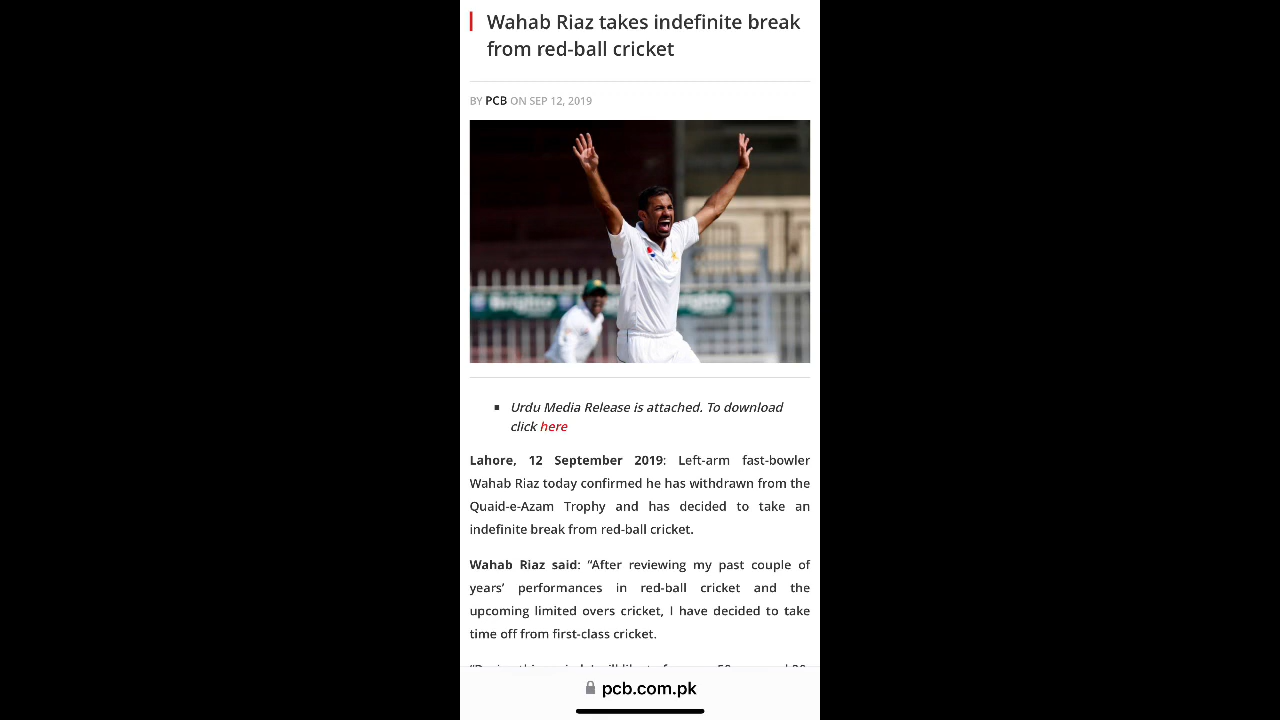 Wahab Riaz takes indefinite break
from red-ball cricket
BY PCB ON SEP 12, 2019
Urdu Media Release is attached. To download
click here
Lahore, 12 September 2019: Left-arm fast-bowler
Wahab Riaz today confirmed he has withdrawn from the
Quaid-e-Azam Trophy and has decided to take an
indefinite break from red-ball cricket.
Wahab Riaz said: “After reviewing my past couple of
years’ performances in red-ball cricket and the
upcoming limited overs cricket, I have decided to take
time off from first-class cricket.
pcb.com.pk